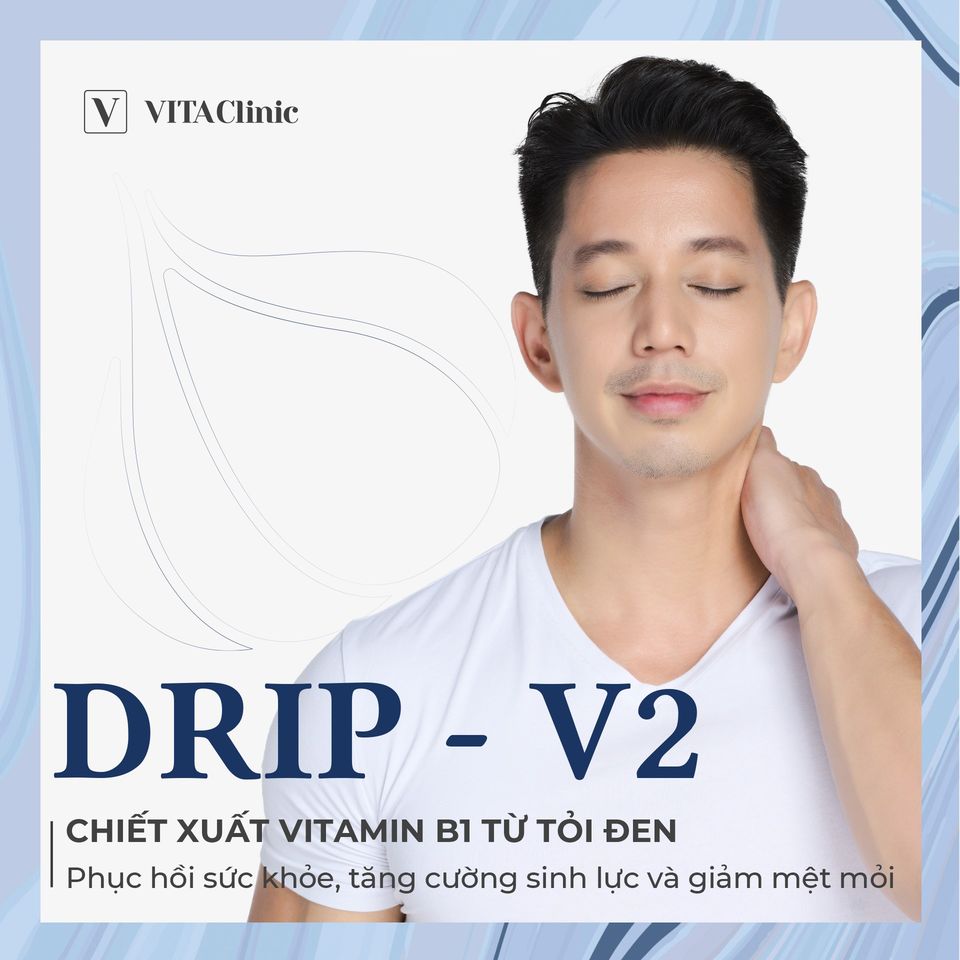 V VITAClinic
DRIP - V2
CHIẾT XUẤT VITAMIN B1 TỪ TỎI ĐEN
Phục hồi sức khỏe, tăng cường sinh lực và giảm mệt mỏi